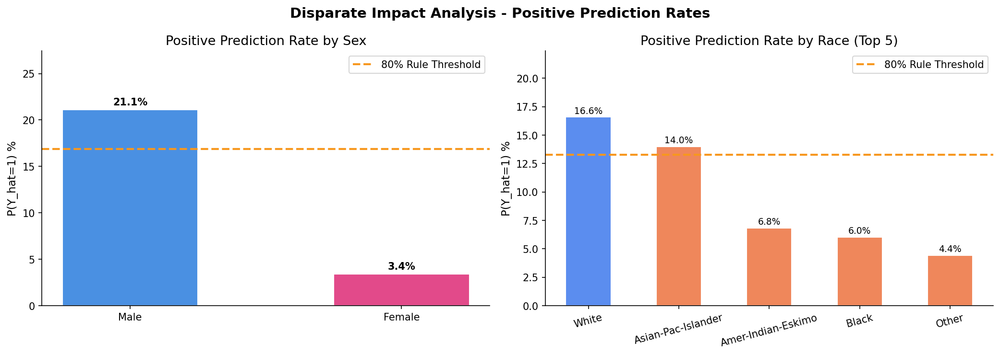 Disparate Impact Analysis - Positive Prediction Rates
Positive Prediction Rate by Sex
80% Rule Threshold
P(Y_hat=1) %
25
20
15
10
5
0
21.1%
3.4%
Male
Female
Positive Prediction Rate by Race (Top 5)
80% Rule Threshold
P(Y_hat=1) %
20.0
17.5
15.0
12.5
10.0
7.5
5.0
2.5
0.0
16.6%
14.0%
6.8%
6.0%
4.4%
White
Asian-Pac-Islander
Amer-Indian-Eskimo
Black
Other